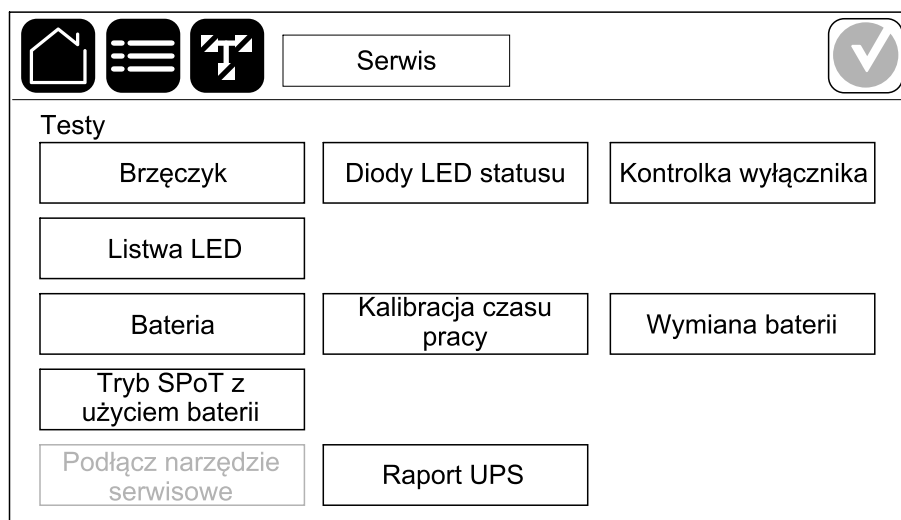 Serwis
Testy
Brzęczyk
Diody LED statusu
Kontrolka wyłącznika
Listwa LED
Bateria
Kalibracja czasu
pracy
Wymiana baterii
Tryb SPoT z
użyciem baterii
Podłącz narzędzie
serwisowe
Raport UPS